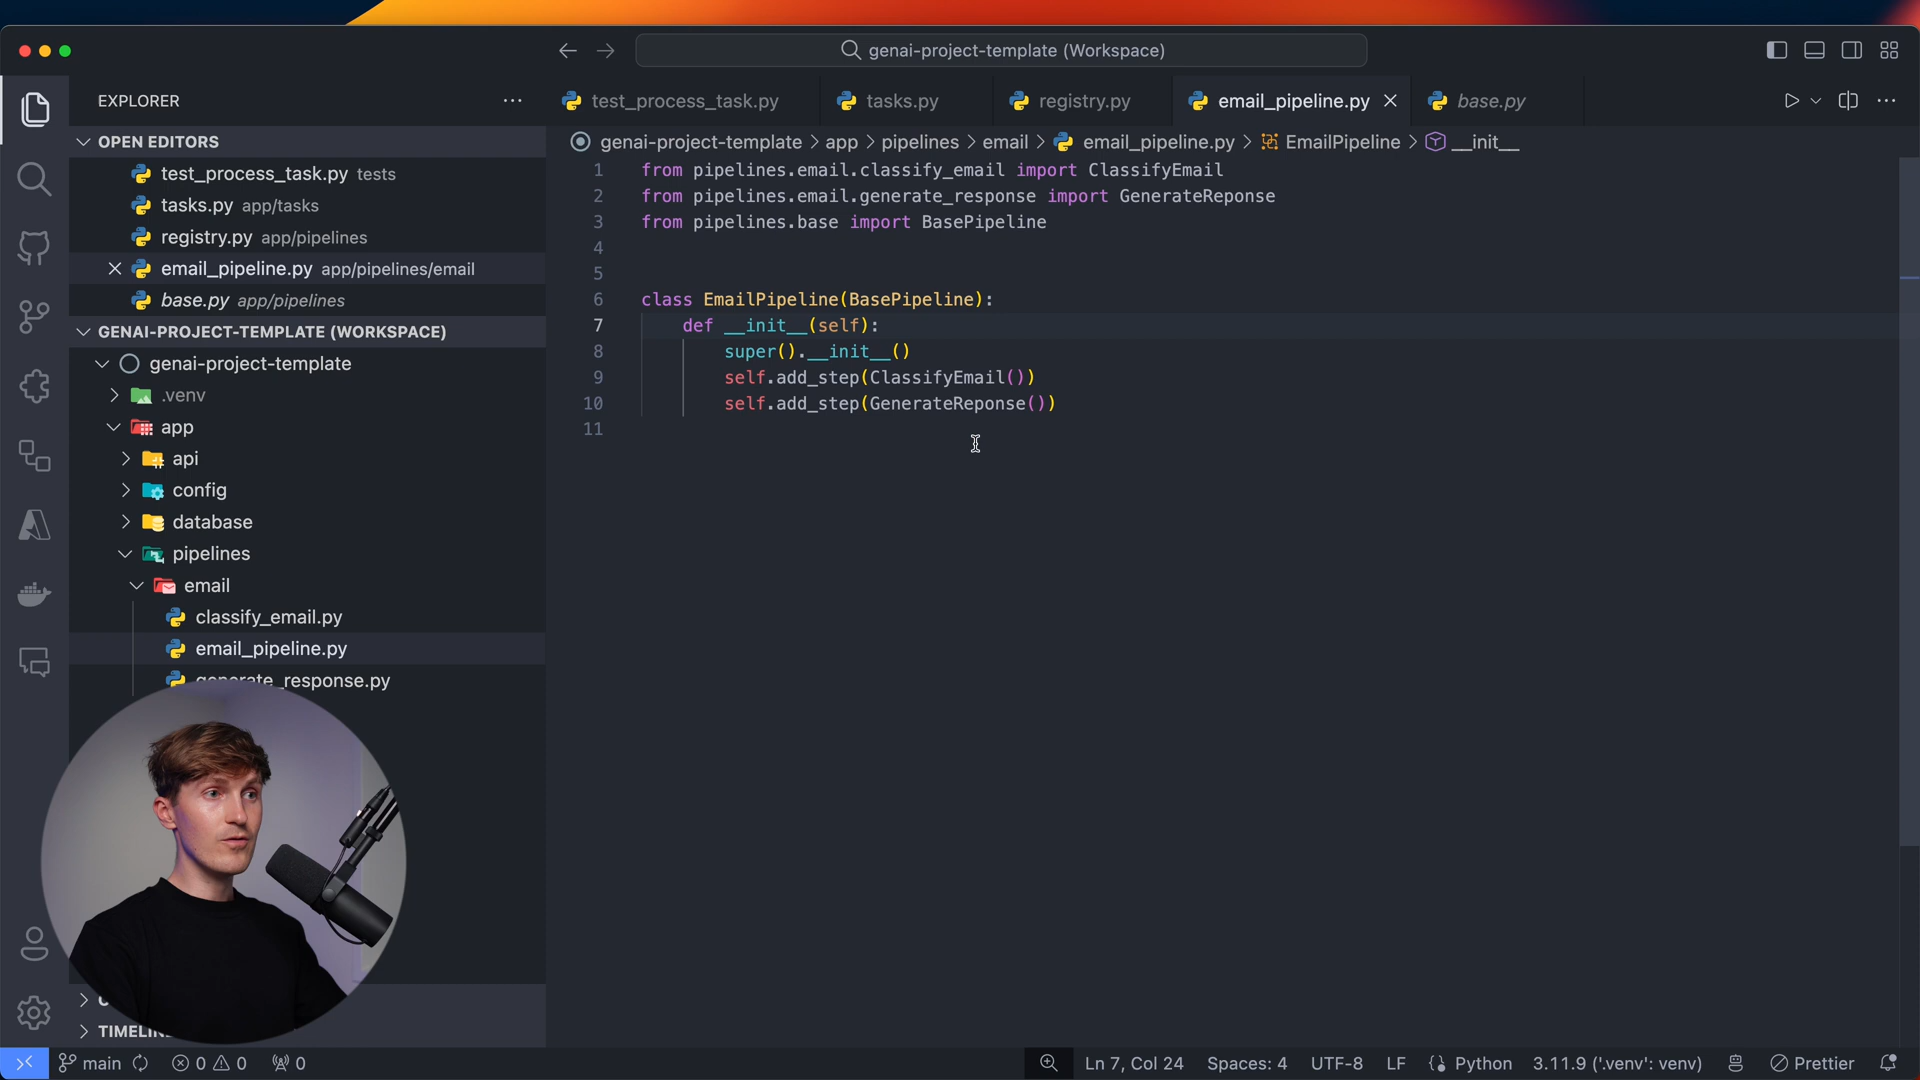 genai-project-template (Workspace)
EXPLORER
test_process_task.py
tasks.py
registry.py
email_pipeline.py
base.py
OPEN EDITORS
test_process_task.py tests
tasks.py app/tasks
registry.py app/pipelines
email_pipeline.py app/pipelines/email
base.py app/pipelines
GENAI-PROJECT-TEMPLATE (WORKSPACE)
genai-project-template
.venv
app
api
config
database
pipelines
email
classify_email.py
email_pipeline.py
generate_response.py
TIMELIN
genai-project-template > app > pipelines > email > email_pipeline.py > EmailPipeline > __init__
1 from pipelines.email.classify_email import ClassifyEmail
2 from pipelines.email.generate_response import GenerateReponse
3 from pipelines.base import BasePipeline
4
5
6 class EmailPipeline(BasePipeline):
7 def __init__(self):
8 super().__init__()
9 self.add_step(ClassifyEmail())
10 self.add_step(GenerateReponse())
11
main
0 0
0
Ln 7, Col 24
Spaces: 4
UTF-8
LF
Python
3.11.9 ('.venv': venv)
Prettier